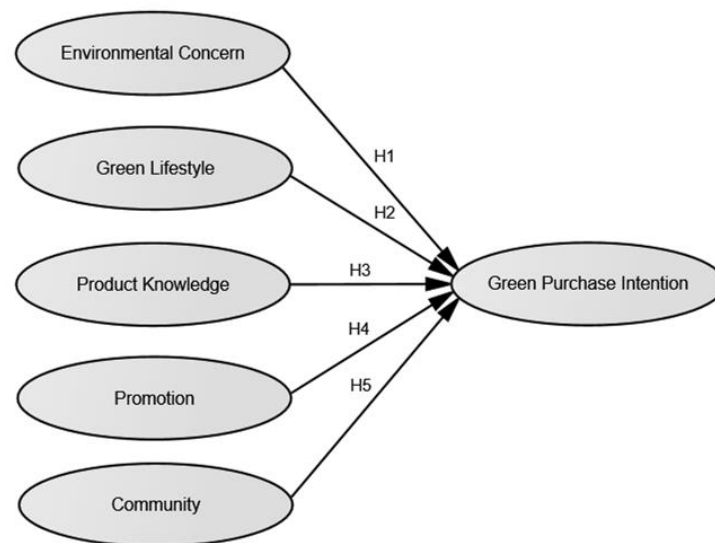 Environmental Concern
H1
Green Lifestyle
H2
Product Knowledge
H3
Green Purchase Intention
H4
Promotion
H5
Community